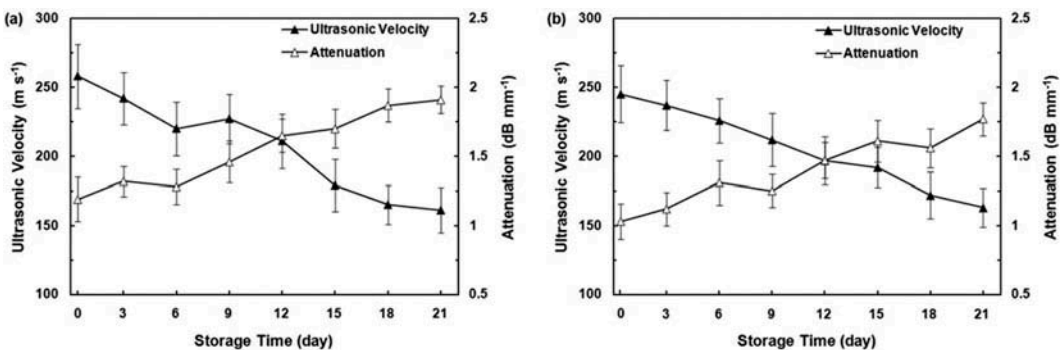 (a)
Ultrasonic Velocity
Attenuation
300
250
200
150
100
Ultrasonic Velocity (m s⁻¹)
2.5
2
1.5
1
0.5
Attenuation (dB mm⁻¹)
0 3 6 9 12 15 18 21
Storage Time (day)
(b)
Ultrasonic Velocity
Attenuation
300
250
200
150
100
Ultrasonic Velocity (m s⁻¹)
2.5
2
1.5
1
0.5
Attenuation (dB mm⁻¹)
0 3 6 9 12 15 18 21
Storage Time (day)